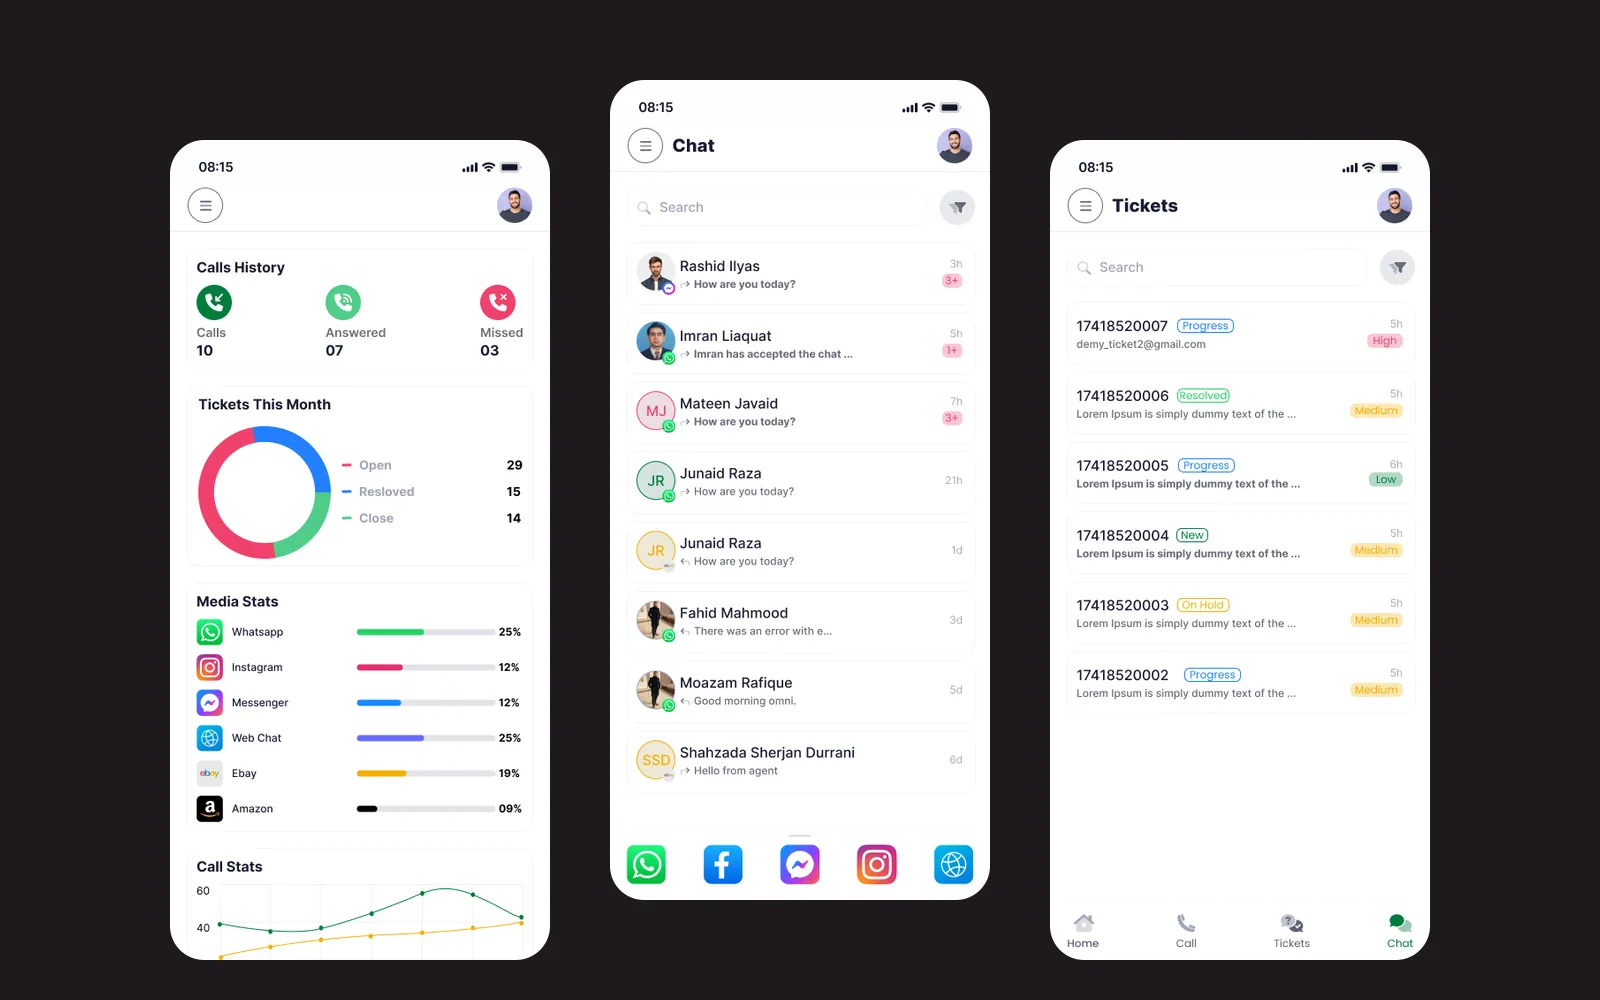 08:15
Calls History
Calls Answered Missed
10 07 03
Tickets This Month
Open 29
Resloved 15
Close 14
Media Stats
Whatsapp 25%
Instagram 12%
Messenger 12%
Web Chat 25%
ebay Ebay 19%
a Amazon 09%
Call Stats
60
40
08:15
Chat
Search
Rashid Ilyas 3h
How are you today? 3+
Imran Liaquat 5h
Imran has accepted the chat ... 1+
MJ Mateen Javaid 7h
How are you today? 3+
JR Junaid Raza 21h
How are you today?
JR Junaid Raza 1d
ebay How are you today?
Fahid Mahmood 3d
There was an error with e...
Moazam Rafique 5d
Good morning omni.
SSD Shahzada Sherjan Durrani 6d
ebay Hello from agent
08:15
Tickets
Search
17418520007 Progress 5h
demy_ticket2@gmail.com High
17418520006 Resolved 5h
Lorem Ipsum is simply dummy text of the ... Medium
17418520005 Progress 6h
Lorem Ipsum is simply dummy text of the ... Low
17418520004 New 5h
Lorem Ipsum is simply dummy text of the ... Medium
17418520003 On Hold 5h
Lorem Ipsum is simply dummy text of the ... Medium
17418520002 Progress 5h
Lorem Ipsum is simply dummy text of the ... Medium
Home Call Tickets Chat